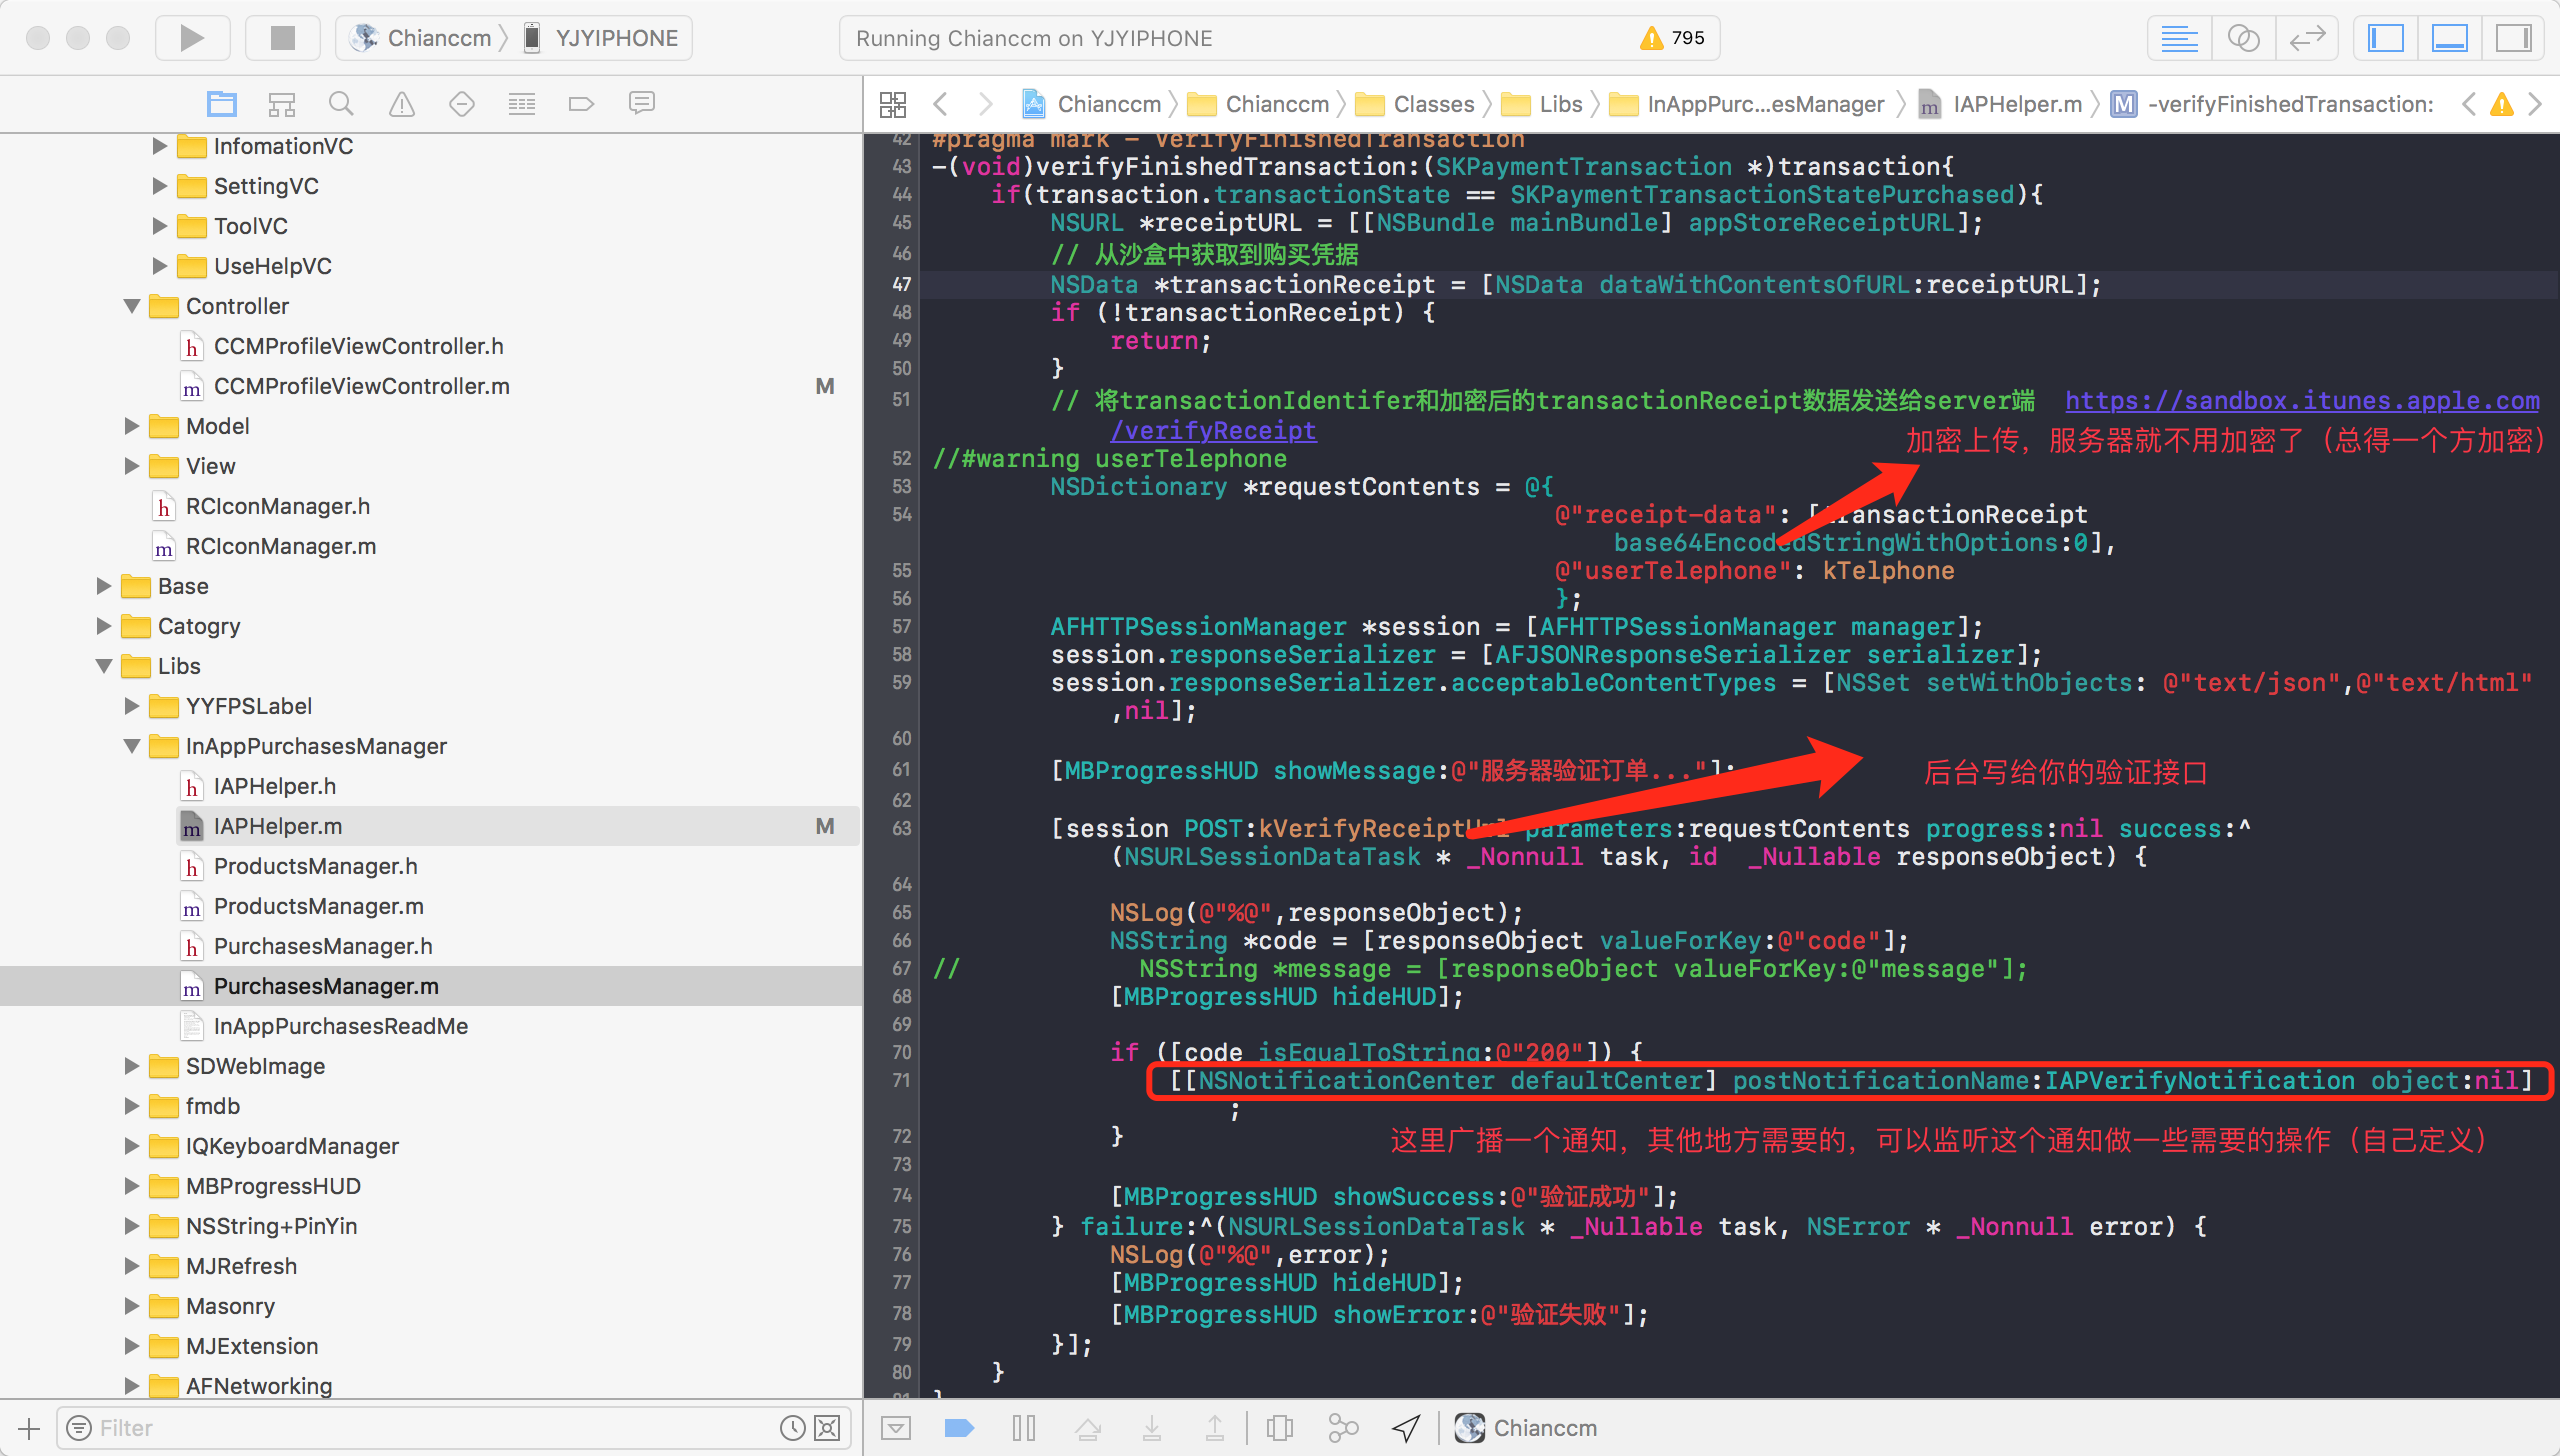 Chianccm
YJYIPHONE
Running Chianccm on YJYIPHONE
795
Chianccm
Chianccm
Classes
Libs
InAppPurc...esManager
IAPHelper.m
M
-verifyFinishedTransaction:
InfomationVC
SettingVC
ToolVC
UseHelpVC
Controller
CCMProfileViewController.h
CCMProfileViewController.m M
Model
View
RCIconManager.h
RCIconManager.m
Base
Catogry
Libs
YYFPSLabel
InAppPurchasesManager
IAPHelper.h
IAPHelper.m M
ProductsManager.h
ProductsManager.m
PurchasesManager.h
PurchasesManager.m
InAppPurchasesReadMe
SDWebImage
fmdb
IQKeyboardManager
MBProgressHUD
NSString+PinYin
MJRefresh
Masonry
MJExtension
AFNetworking
Filter
42 #pragma mark - VerifyFinishedTransaction
43 -(void)verifyFinishedTransaction:(SKPaymentTransaction *)transaction{
44 if(transaction.transactionState == SKPaymentTransactionStatePurchased){
45 NSURL *receiptURL = [[NSBundle mainBundle] appStoreReceiptURL];
46 // 从沙盒中获取到购买凭据
47 NSData *transactionReceipt = [NSData dataWithContentsOfURL:receiptURL];
48 if (!transactionReceipt) {
49 return;
50 }
51 // 将transactionIdentifer和加密后的transactionReceipt数据发送给server端 https://sandbox.itunes.apple.com
/verifyReceipt
加密上传，服务器就不用加密了（总得一个方加密）
52 //#warning userTelephone
53 NSDictionary *requestContents = @{
54 @"receipt-data": [transactionReceipt
base64EncodedStringWithOptions:0],
55 @"userTelephone": kTelphone
56 };
57 AFHTTPSessionManager *session = [AFHTTPSessionManager manager];
58 session.responseSerializer = [AFJSONResponseSerializer serializer];
59 session.responseSerializer.acceptableContentTypes = [NSSet setWithObjects: @"text/json",@"text/html"
,nil];
60
61 [MBProgressHUD showMessage:@"服务器验证订单..."];
后台写给你的验证接口
62
63 [session POST:kVerifyReceiptUrl parameters:requestContents progress:nil success:^
(NSURLSessionDataTask * _Nonnull task, id _Nullable responseObject) {
64
65 NSLog(@"%@",responseObject);
66 NSString *code = [responseObject valueForKey:@"code"];
67 // NSString *message = [responseObject valueForKey:@"message"];
68 [MBProgressHUD hideHUD];
69
70 if ([code isEqualToString:@"200"]) {
71 [[NSNotificationCenter defaultCenter] postNotificationName:IAPVerifyNotification object:nil]
;
72 }
这里广播一个通知，其他地方需要的，可以监听这个通知做一些需要的操作（自己定义）
73
74 [MBProgressHUD showSuccess:@"验证成功"];
75 } failure:^(NSURLSessionDataTask * _Nullable task, NSError * _Nonnull error) {
76 NSLog(@"%@",error);
77 [MBProgressHUD hideHUD];
78 [MBProgressHUD showError:@"验证失败"];
79 }];
80 }
81 }
Chianccm